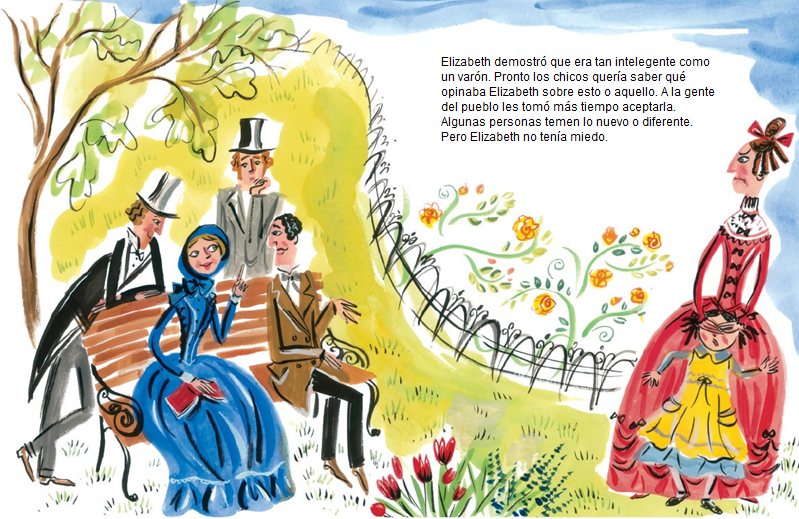 Elizabeth demostró que era tan intelegente como
un varón. Pronto los chicos quería saber qué
opinaba Elizabeth sobre esto o aquello. A la gente
del pueblo les tomó más tiempo aceptarla.
Algunas personas temen lo nuevo o diferente.
Pero Elizabeth no tenía miedo.